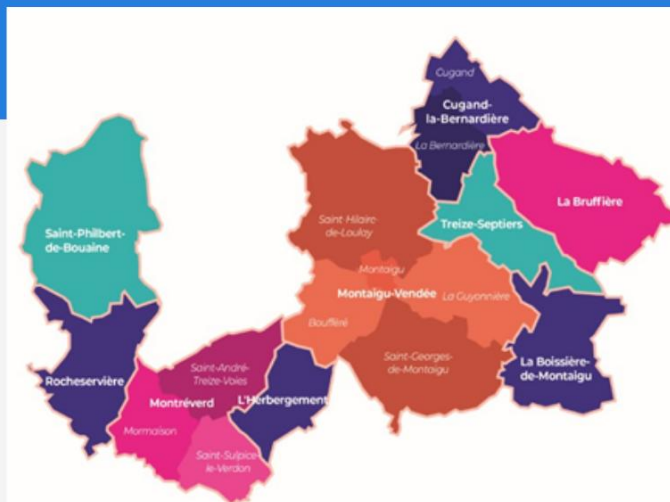 Cugand
Cugand-
la-Bernardière
La Bernardière
La Bruffière
Saint-Philbert-
de-Bouaine
Saint Hilaire-
de-Loulay
Treize-Septiers
Montaigu
Montaigu-Vendée
La Guyonnière
Boufféré
Saint-Georges-
de-Montaigu
La Boissière-
de-Montaigu
Rocheservière
Saint-André-
Treize-Voies
Montréverd
L'Herbergement
Mormaison
Saint-Sulpice-
le-Verdon